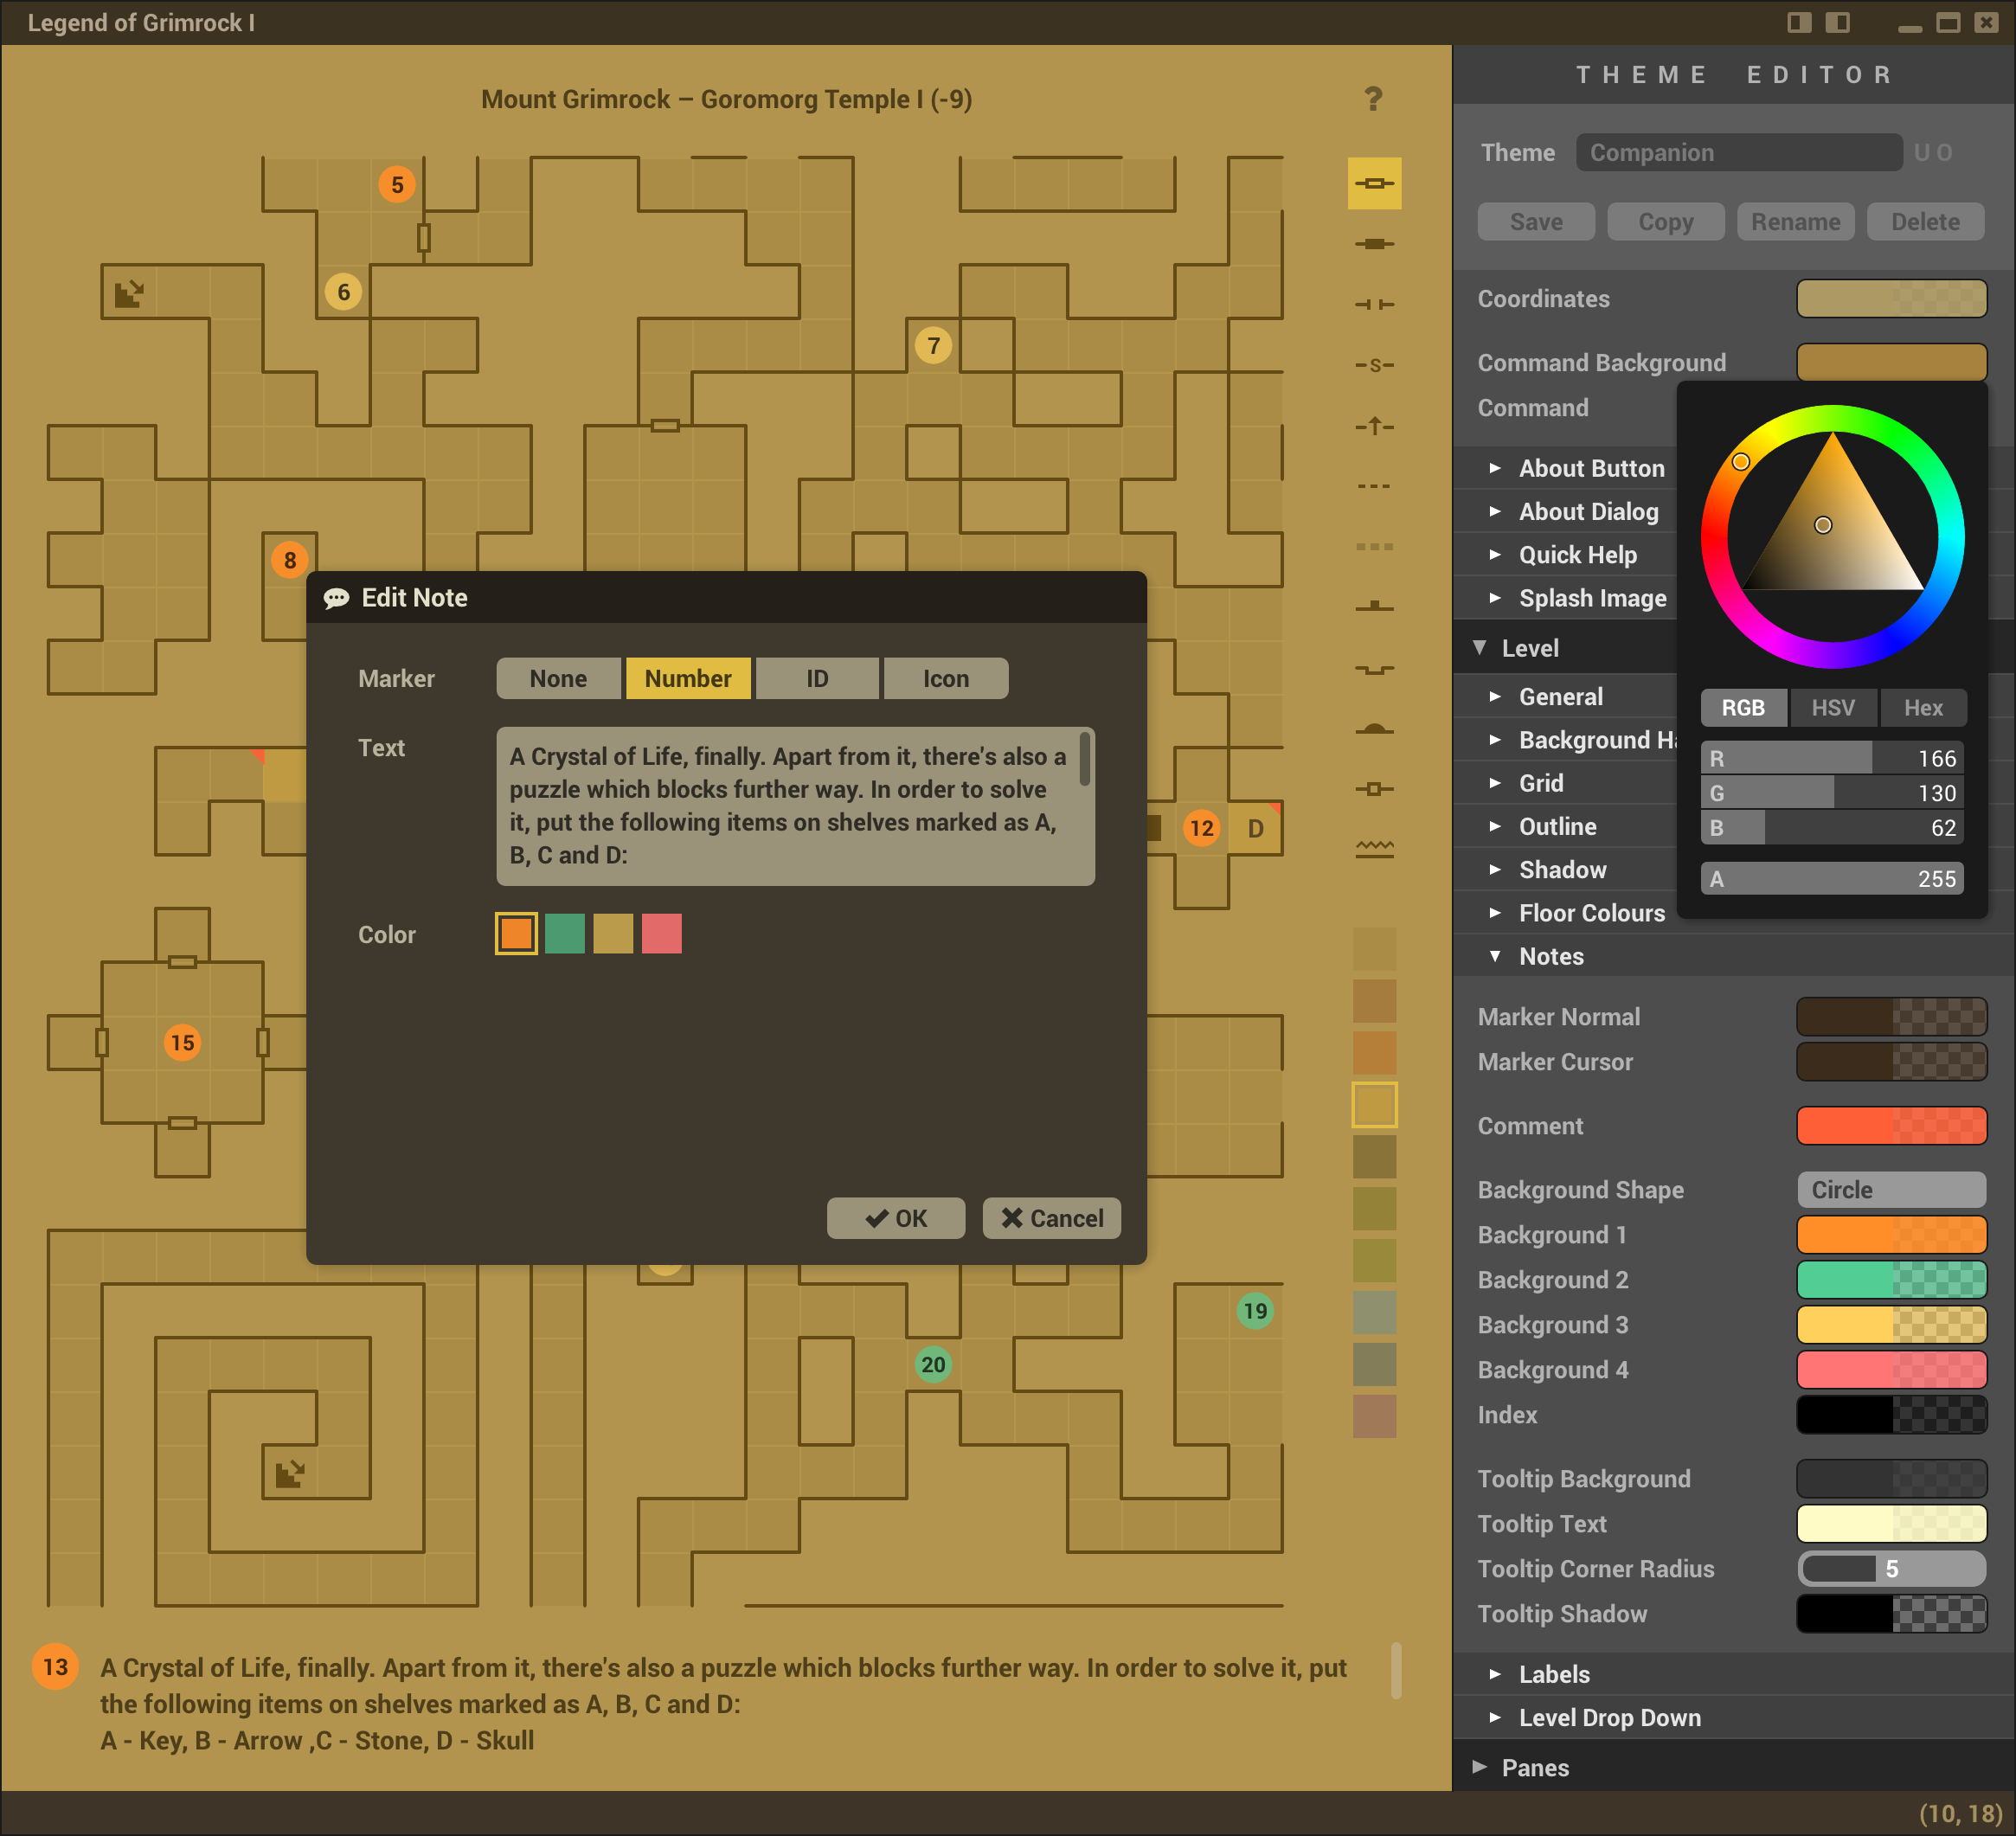 Legend of Grimrock I
Mount Grimrock – Goromorg Temple I (-9)
?
5
6
7
S
8
12
D
15
19
20
Edit Note
Marker
None
Number
ID
Icon
Text
A Crystal of Life, finally. Apart from it, there's also a
puzzle which blocks further way. In order to solve
it, put the following items on shelves marked as A,
B, C and D:
Color
OK
Cancel
13
A Crystal of Life, finally. Apart from it, there's also a puzzle which blocks further way. In order to solve it, put
the following items on shelves marked as A, B, C and D:
A - Key, B - Arrow ,C - Stone, D - Skull
THEME EDITOR
Theme
Companion
U O
Save
Copy
Rename
Delete
Coordinates
Command Background
Command
About Button
About Dialog
Quick Help
Splash Image
Level
General
Background Ha
Grid
Outline
Shadow
Floor Colours
Notes
RGB
HSV
Hex
R 166
G 130
B 62
A 255
Marker Normal
Marker Cursor
Comment
Background Shape
Circle
Background 1
Background 2
Background 3
Background 4
Index
Tooltip Background
Tooltip Text
Tooltip Corner Radius
5
Tooltip Shadow
Labels
Level Drop Down
Panes
(10, 18)